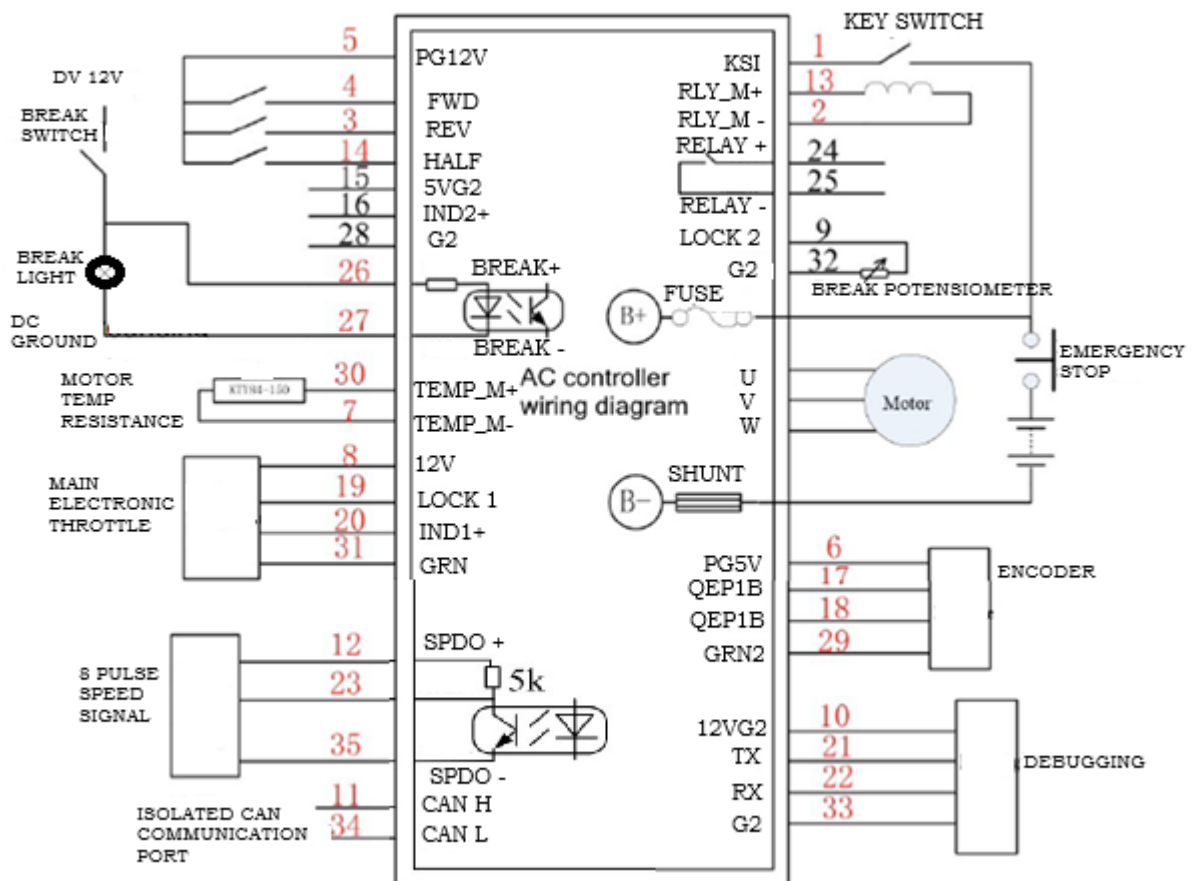 5
PG12V
DV 12V
4
FWD
BREAK
SWITCH
3
REV
14
HALF
15
5VG2
16
IND2+
28
G2
BREAK
LIGHT
26
BREAK+
27
BREAK -
DC
GROUND
MOTOR
TEMP
RESISTANCE
KTY84-150
30
TEMP_M+
7
TEMP_M-
AC controller
wiring diagram
8
12V
MAIN
ELECTRONIC
THROTTLE
19
LOCK 1
20
IND1+
31
GRN
8 PULSE
SPEED
SIGNAL
12
SPDO +
23
5k
35
SPDO -
11
CAN H
ISOLATED CAN
COMMUNICATION
PORT
34
CAN L
KEY SWITCH
KSI
1
RLY_M+
13
RLY_M -
2
RELAY +
24
25
RELAY -
LOCK 2
9
G2
32
BREAK POTENSIOMETER
FUSE
B+
EMERGENCY
STOP
U
V
W
Motor
SHUNT
B-
PG5V
6
ENCODER
QEP1B
17
QEP1B
18
GRN2
29
12VG2
10
TX
21
DEBUGGING
RX
22
G2
33